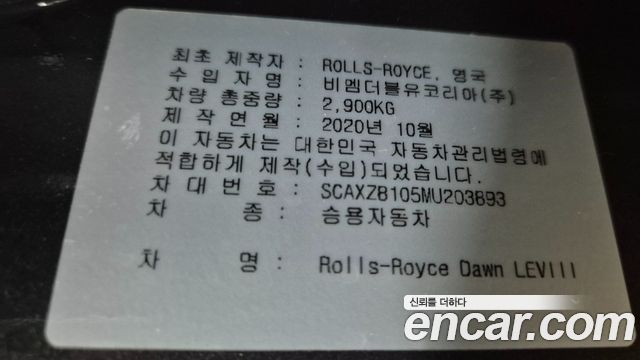 최초 제작자 : ROLLS-ROYCE, 영국
수입자명 : 비엠더블유코리아(주)
차량 총중량 : 2,900KG
제작연월 : 2020년 10월
이 자동차는 대한민국 자동차관리법령에
적합하게 제작(수입)되었습니다.
차대번호 : SCAXZ8105MU203893
차종 : 승용자동차
차명 : Rolls-Royce Dawn LEVIII
신뢰를 더하다
encar.com